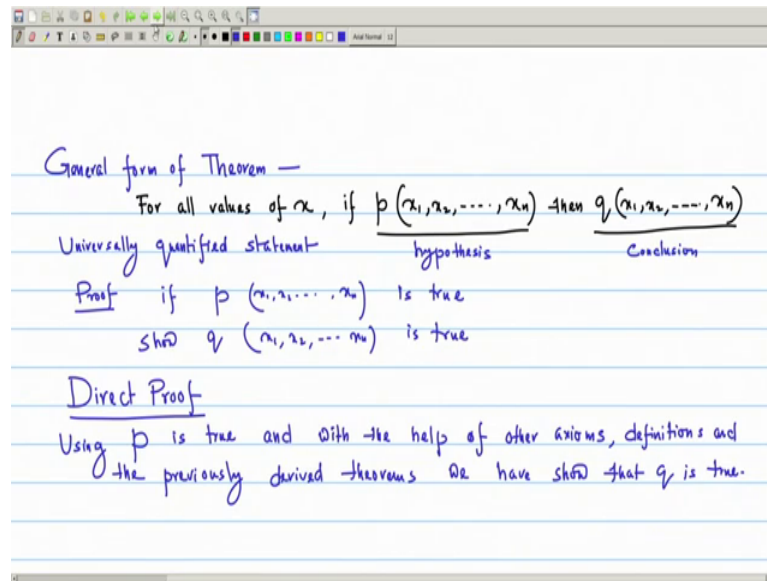 Arial Normal 12
General form of Theorem —
For all values of x, if p (x1, x2, ----, xn) then q (x1, x2, ----, xn)
Universally quantified statement hypothesis Conclusion
Proof if p (x1, x2 ...., xn) is true
show q (x1, x2, --- xn) is true
Direct Proof
Using p is true and with the help of other axioms, definitions and
the previously derived theorems we have show that q is true.